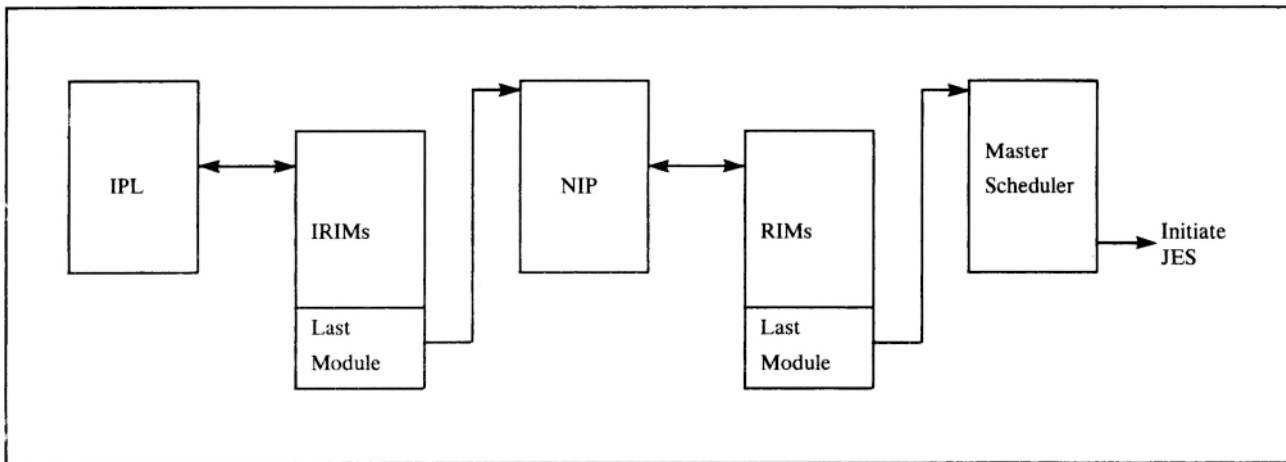 IPL
IRIMs
Last
Module
NIP
RIMs
Last
Module
Master
Scheduler
Initiate
JES